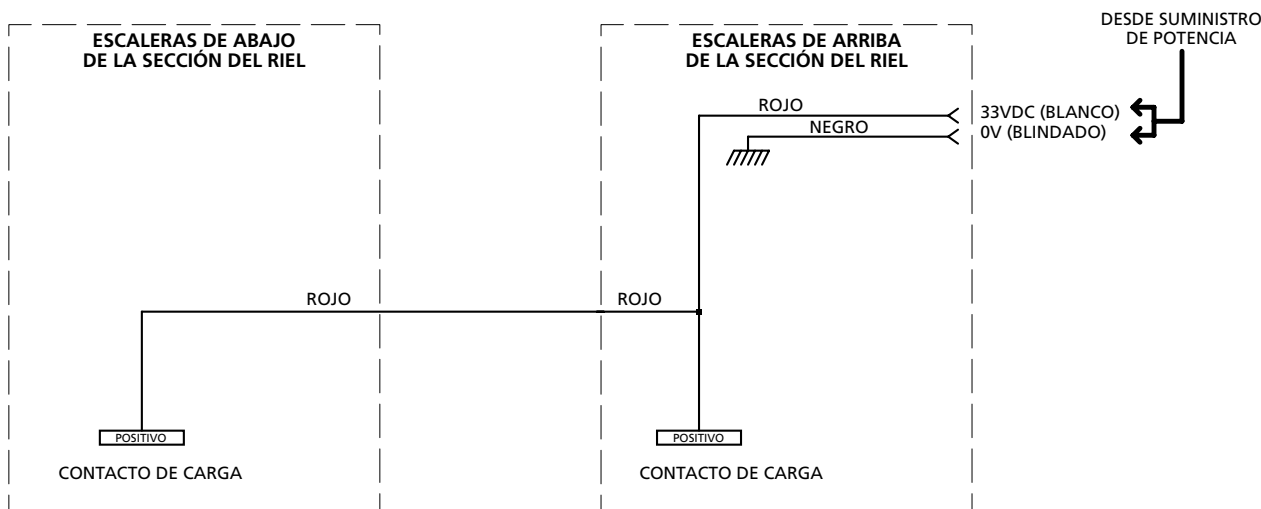 DESDE SUMINISTRO
DE POTENCIA
ESCALERAS DE ABAJO
DE LA SECCIÓN DEL RIEL
ESCALERAS DE ARRIBA
DE LA SECCIÓN DEL RIEL
ROJO
33VDC (BLANCO)
NEGRO
0V (BLINDADO)
ROJO
ROJO
POSITIVO
POSITIVO
CONTACTO DE CARGA
CONTACTO DE CARGA